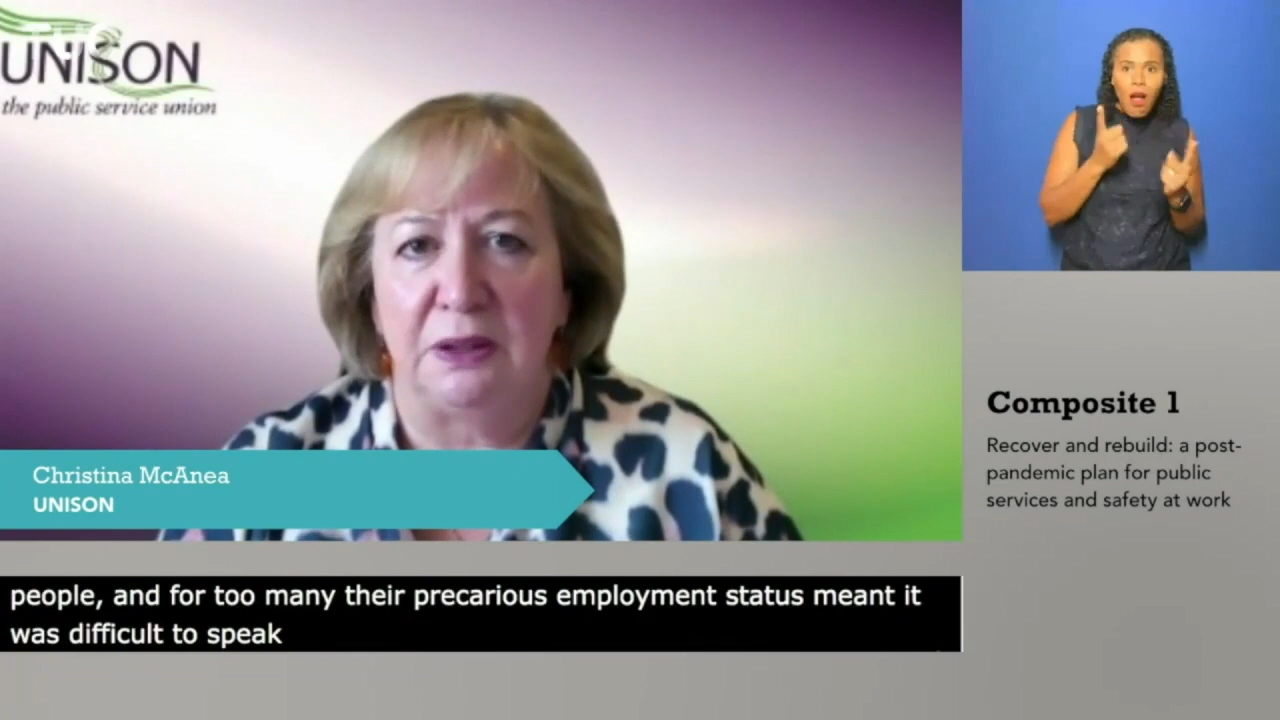 UNISON
the public service union
Christina McAnea
UNISON
Composite 1
Recover and rebuild: a post-
pandemic plan for public
services and safety at work
people, and for too many their precarious employment status meant it
was difficult to speak